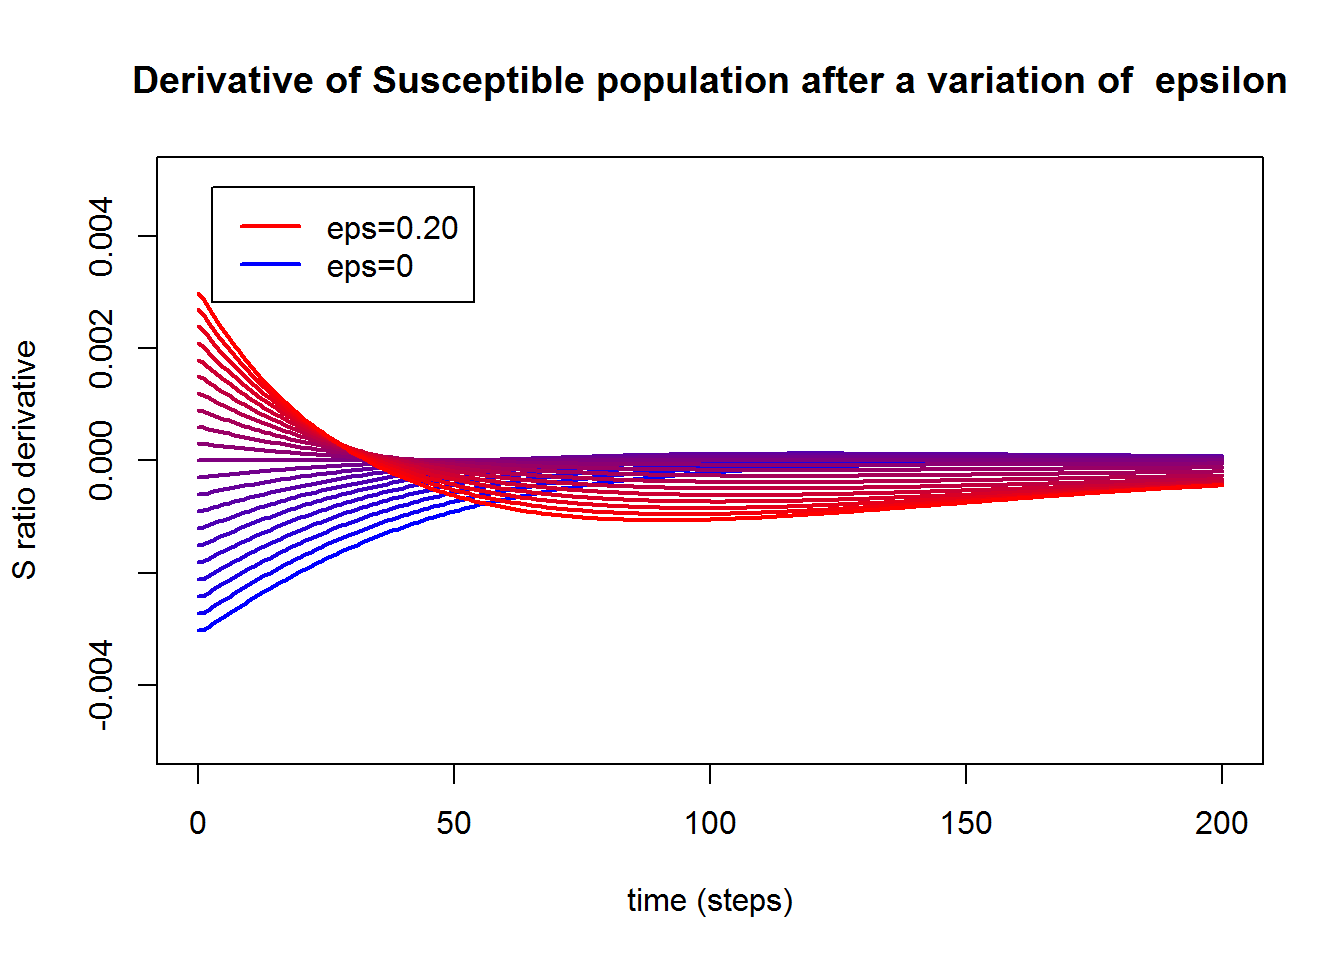 Derivative of Susceptible population after a variation of  epsilon
eps=0.20
eps=0
S ratio derivative
0.004
0.002
0.000
-0.004
0 50 100 150 200
time (steps)